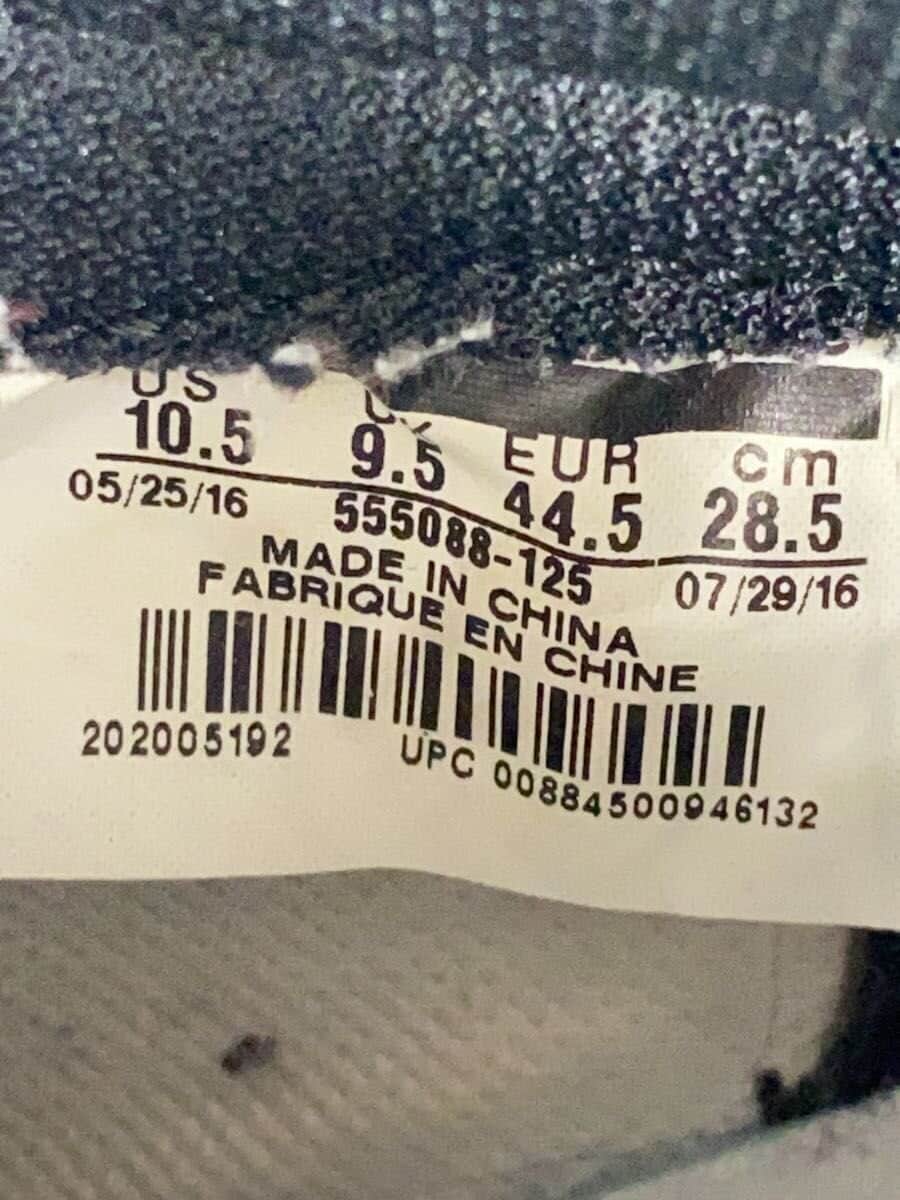 US EUR cm
10.5 9.5 44.5 28.5
05/25/16 555088-125 07/29/16
MADE IN CHINA
FABRIQUE EN CHINE
202005192 UPC 00884500946132